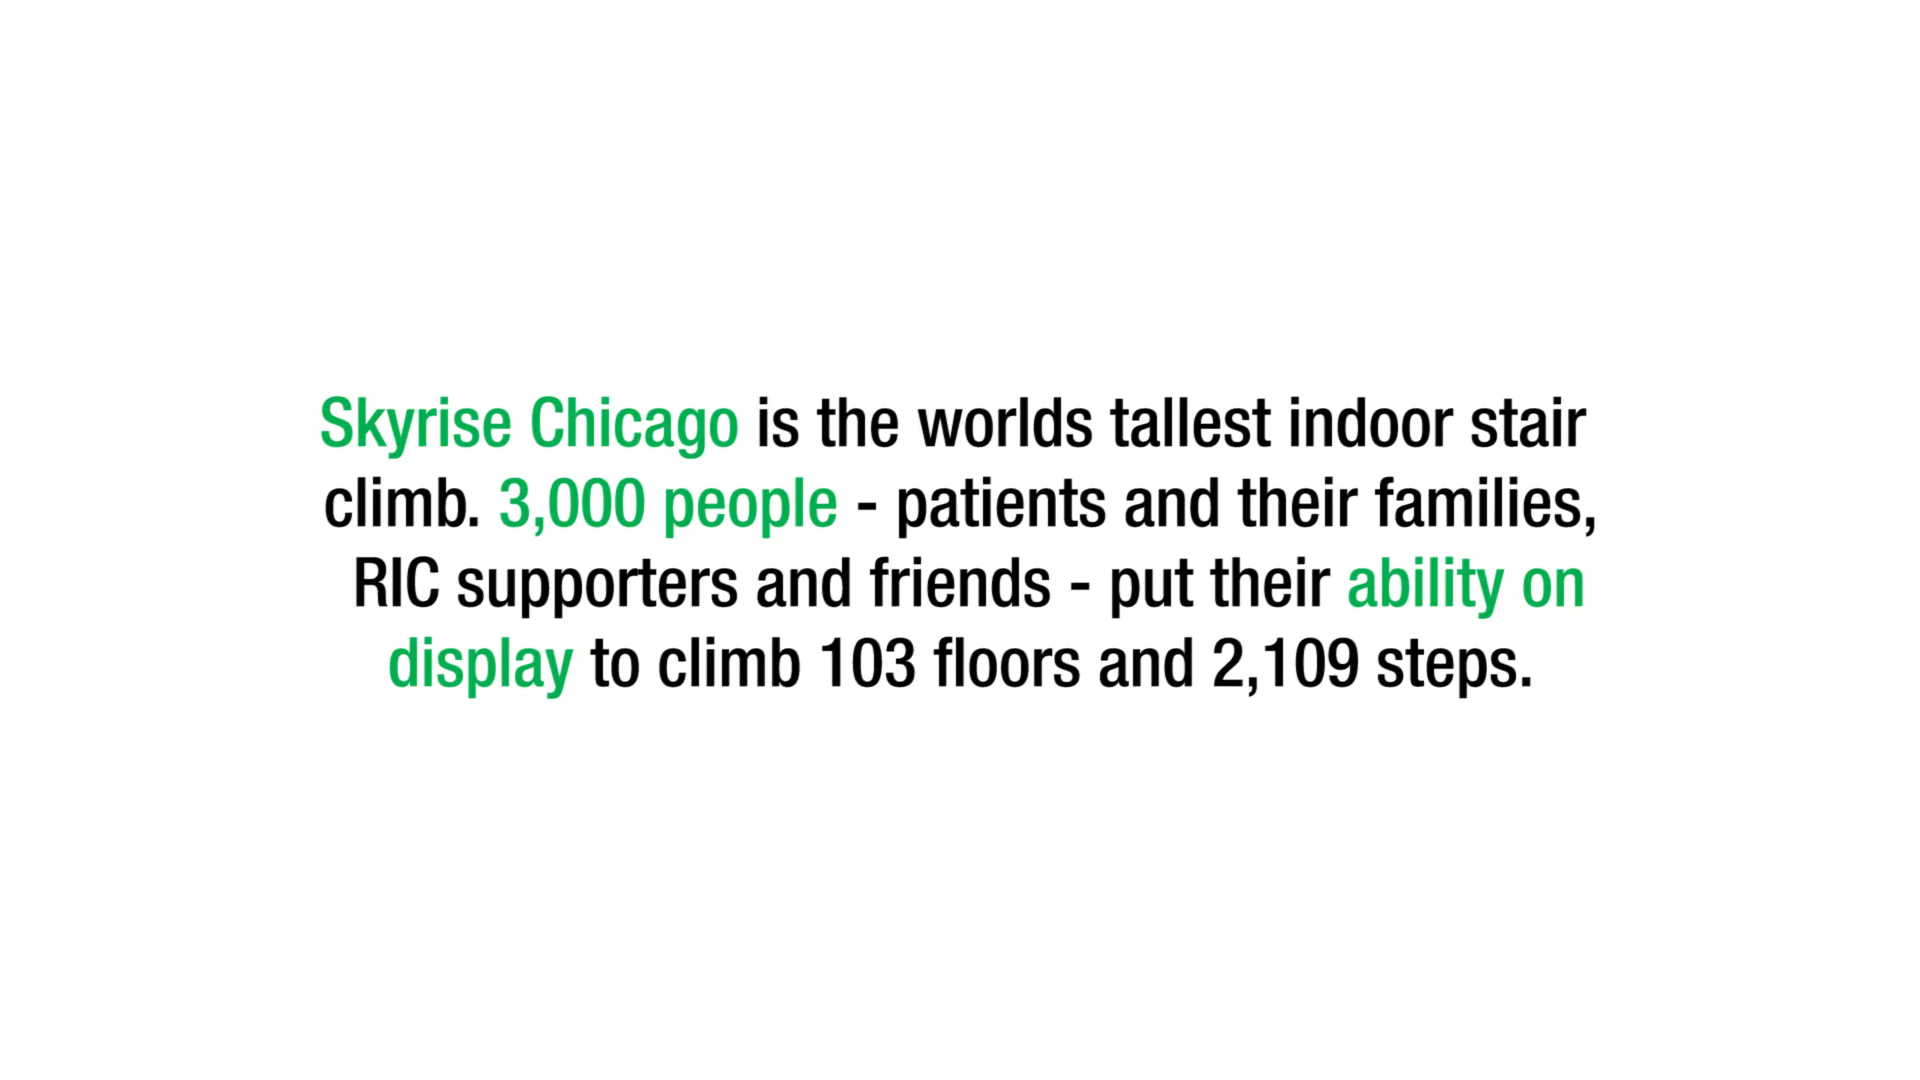 Skyrise Chicago is the worlds tallest indoor stair
climb. 3,000 people - patients and their families,
RIC supporters and friends - put their ability on
display to climb 103 floors and 2,109 steps.